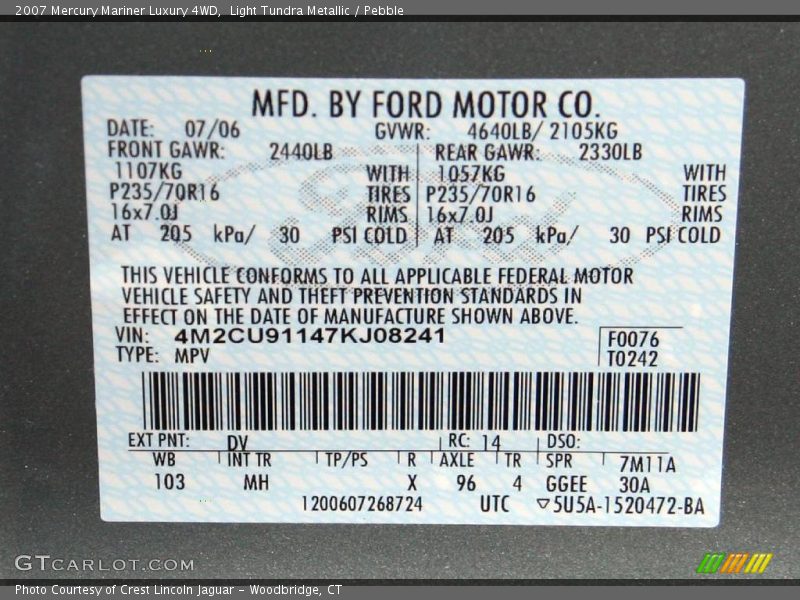 2007 Mercury Mariner Luxury 4WD, Light Tundra Metallic / Pebble
MFD. BY FORD MOTOR CO.
DATE: 07/06 GVWR: 4640LB/ 2105KG
FRONT GAWR: 2440LB REAR GAWR: 2330LB
1107KG WITH 1057KG WITH
P235/70R16 TIRES P235/70R16 TIRES
16x7.0J RIMS 16x7.0J RIMS
AT 205 kPa/ 30 PSI COLD AT 205 kPa/ 30 PSI COLD
THIS VEHICLE CONFORMS TO ALL APPLICABLE FEDERAL MOTOR
VEHICLE SAFETY AND THEFT PREVENTION STANDARDS IN
EFFECT ON THE DATE OF MANUFACTURE SHOWN ABOVE.
VIN: 4M2CU91147KJ08241 F0076
TYPE: MPV T0242
EXT PNT: DV RC: 14 DSO:
WB INT TR TP/PS R AXLE TR SPR 7M11A
103 MH X 96 4 GGEE 30A
1200607268724 UTC ▽5U5A-1520472-BA
GTCARLOT.COM
Photo Courtesy of Crest Lincoln Jaguar - Woodbridge, CT